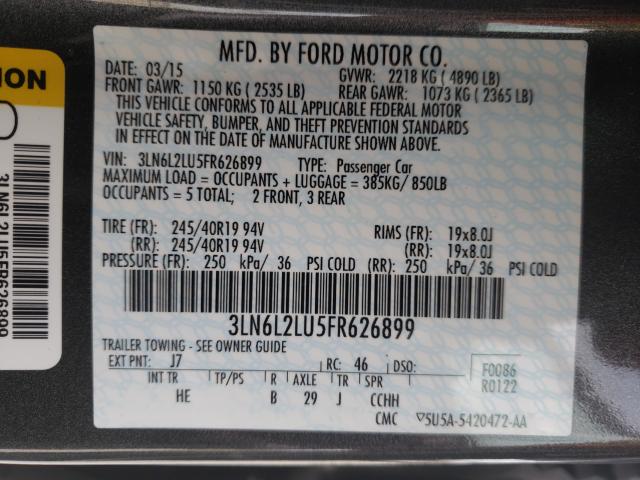 MFD. BY FORD MOTOR CO.
DATE: 03/15 GVWR: 2218 KG ( 4890 LB)
FRONT GAWR: 1150 KG ( 2535 LB) REAR GAWR: 1073 KG ( 2365 LB)
THIS VEHICLE CONFORMS TO ALL APPLICABLE FEDERAL MOTOR
VEHICLE SAFETY, BUMPER, AND THEFT PREVENTION STANDARDS
IN EFFECT ON THE DATE OF MANUFACTURE SHOWN ABOVE.
VIN: 3LN6L2LU5FR626899 TYPE: Passenger Car
MAXIMUM LOAD = OCCUPANTS + LUGGAGE = 385KG/ 850LB
OCCUPANTS = 5 TOTAL; 2 FRONT, 3 REAR
TIRE (FR): 245/40R19 94V RIMS (FR): 19x8.0J
(RR): 245/40R19 94V (RR): 19x8.0J
PRESSURE (FR): 250 kPa/ 36 PSI COLD (RR): 250 kPa/ 36 PSI COLD
3LN6L2LU5FR626899
TRAILER TOWING - SEE OWNER GUIDE
EXT PNT: J7 RC: 46 DSO: F0086
R0122
INT TR TP/PS R AXLE TR SPR
HE B 29 J CCHH
CMC ▽5U5A-5420472-AA
3LN6L2LU5FR626899